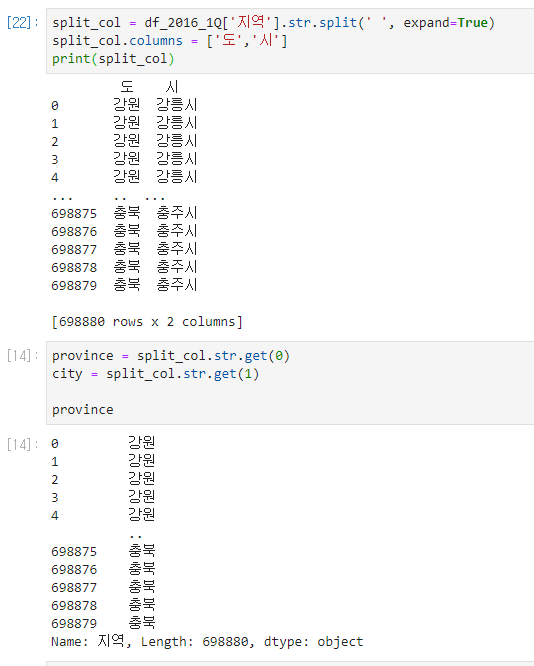 [22]: split_col = df_2016_1Q['지역'].str.split(' ', expand=True)
split_col.columns = ['도','시']
print(split_col)
도 시
0 강원 강릉시
1 강원 강릉시
2 강원 강릉시
3 강원 강릉시
4 강원 강릉시
... .. ...
698875 충북 충주시
698876 충북 충주시
698877 충북 충주시
698878 충북 충주시
698879 충북 충주시
[698880 rows x 2 columns]
[14]: province = split_col.str.get(0)
city = split_col.str.get(1)
province
[14]: 0 강원
1 강원
2 강원
3 강원
4 강원
..
698875 충북
698876 충북
698877 충북
698878 충북
698879 충북
Name: 지역, Length: 698880, dtype: object